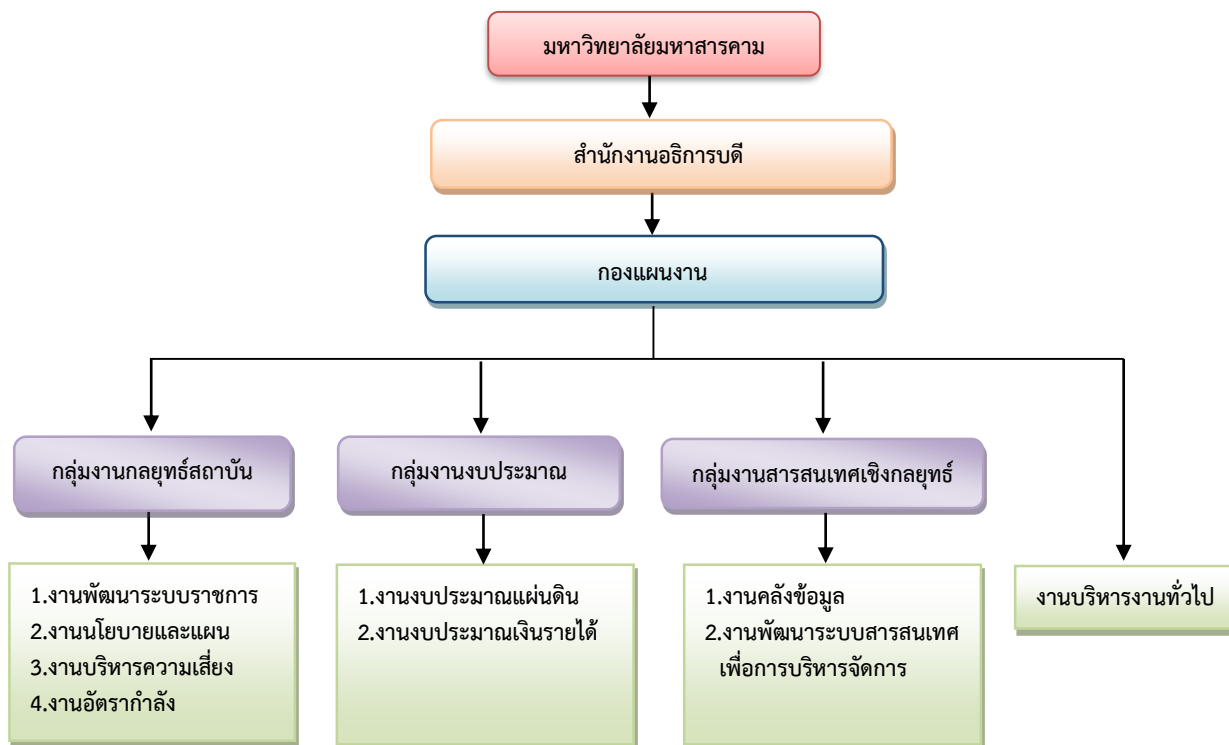 มหาวิทยาลัยมหาสารคาม
สำนักงานอธิการบดี
กองแผนงาน
กลุ่มงานกลยุทธ์สถาบัน
กลุ่มงานงบประมาณ
กลุ่มงานสารสนเทศเชิงกลยุทธ์
1.งานพัฒนาระบบราชการ
2.งานนโยบายและแผน
3.งานบริหารความเสี่ยง
4.งานอัตรากำลัง
1.งานงบประมาณแผ่นดิน
2.งานงบประมาณเงินรายได้
1.งานคลังข้อมูล
2.งานพัฒนาระบบสารสนเทศ
เพื่อการบริหารจัดการ
งานบริหารงานทั่วไป